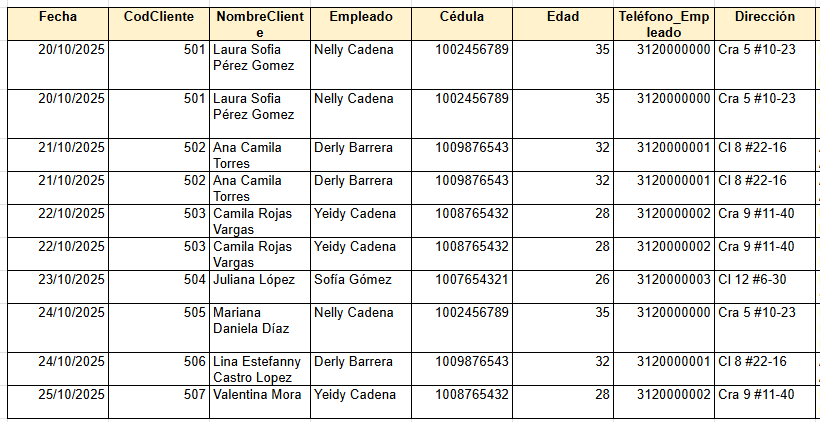 Fecha CodCliente NombreClient Empleado Cédula Edad Teléfono_Emp Dirección
e leado
20/10/2025 501 Laura Sofia Nelly Cadena 1002456789 35 3120000000 Cra 5 #10-23
Pérez Gomez
20/10/2025 501 Laura Sofia Nelly Cadena 1002456789 35 3120000000 Cra 5 #10-23
Pérez Gomez
21/10/2025 502 Ana Camila Derly Barrera 1009876543 32 3120000001 Cl 8 #22-16
Torres
21/10/2025 502 Ana Camila Derly Barrera 1009876543 32 3120000001 Cl 8 #22-16
Torres
22/10/2025 503 Camila Rojas Yeidy Cadena 1008765432 28 3120000002 Cra 9 #11-40
Vargas
22/10/2025 503 Camila Rojas Yeidy Cadena 1008765432 28 3120000002 Cra 9 #11-40
Vargas
23/10/2025 504 Juliana López Sofía Gómez 1007654321 26 3120000003 Cl 12 #6-30
24/10/2025 505 Mariana Nelly Cadena 1002456789 35 3120000000 Cra 5 #10-23
Daniela Díaz
24/10/2025 506 Lina Estefanny Derly Barrera 1009876543 32 3120000001 Cl 8 #22-16
Castro Lopez
25/10/2025 507 Valentina Mora Yeidy Cadena 1008765432 28 3120000002 Cra 9 #11-40